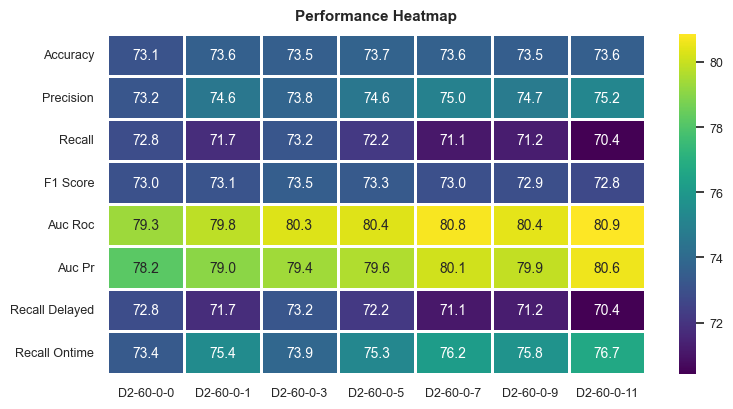 Performance Heatmap
Accuracy 73.1 73.6 73.5 73.7 73.6 73.5 73.6
Precision 73.2 74.6 73.8 74.6 75.0 74.7 75.2
Recall 72.8 71.7 73.2 72.2 71.1 71.2 70.4
F1 Score 73.0 73.1 73.5 73.3 73.0 72.9 72.8
Auc Roc 79.3 79.8 80.3 80.4 80.8 80.4 80.9
Auc Pr 78.2 79.0 79.4 79.6 80.1 79.9 80.6
Recall Delayed 72.8 71.7 73.2 72.2 71.1 71.2 70.4
Recall Ontime 73.4 75.4 73.9 75.3 76.2 75.8 76.7
D2-60-0-0 D2-60-0-1 D2-60-0-3 D2-60-0-5 D2-60-0-7 D2-60-0-9 D2-60-0-11
80
78
76
74
72